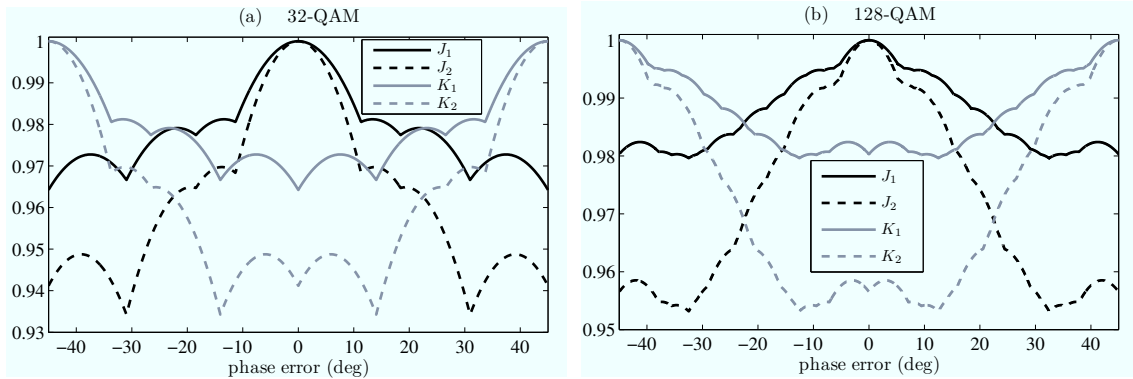 (a) 32-QAM
1
0.99
0.98
0.97
0.96
0.95
0.94
0.93
−40 −30 −20 −10 0 10 20 30 40
phase error (deg)
J1
J2
K1
K2
(b) 128-QAM
1
0.99
0.98
0.97
0.96
0.95
−40 −30 −20 −10 0 10 20 30 40
phase error (deg)
J1
J2
K1
K2